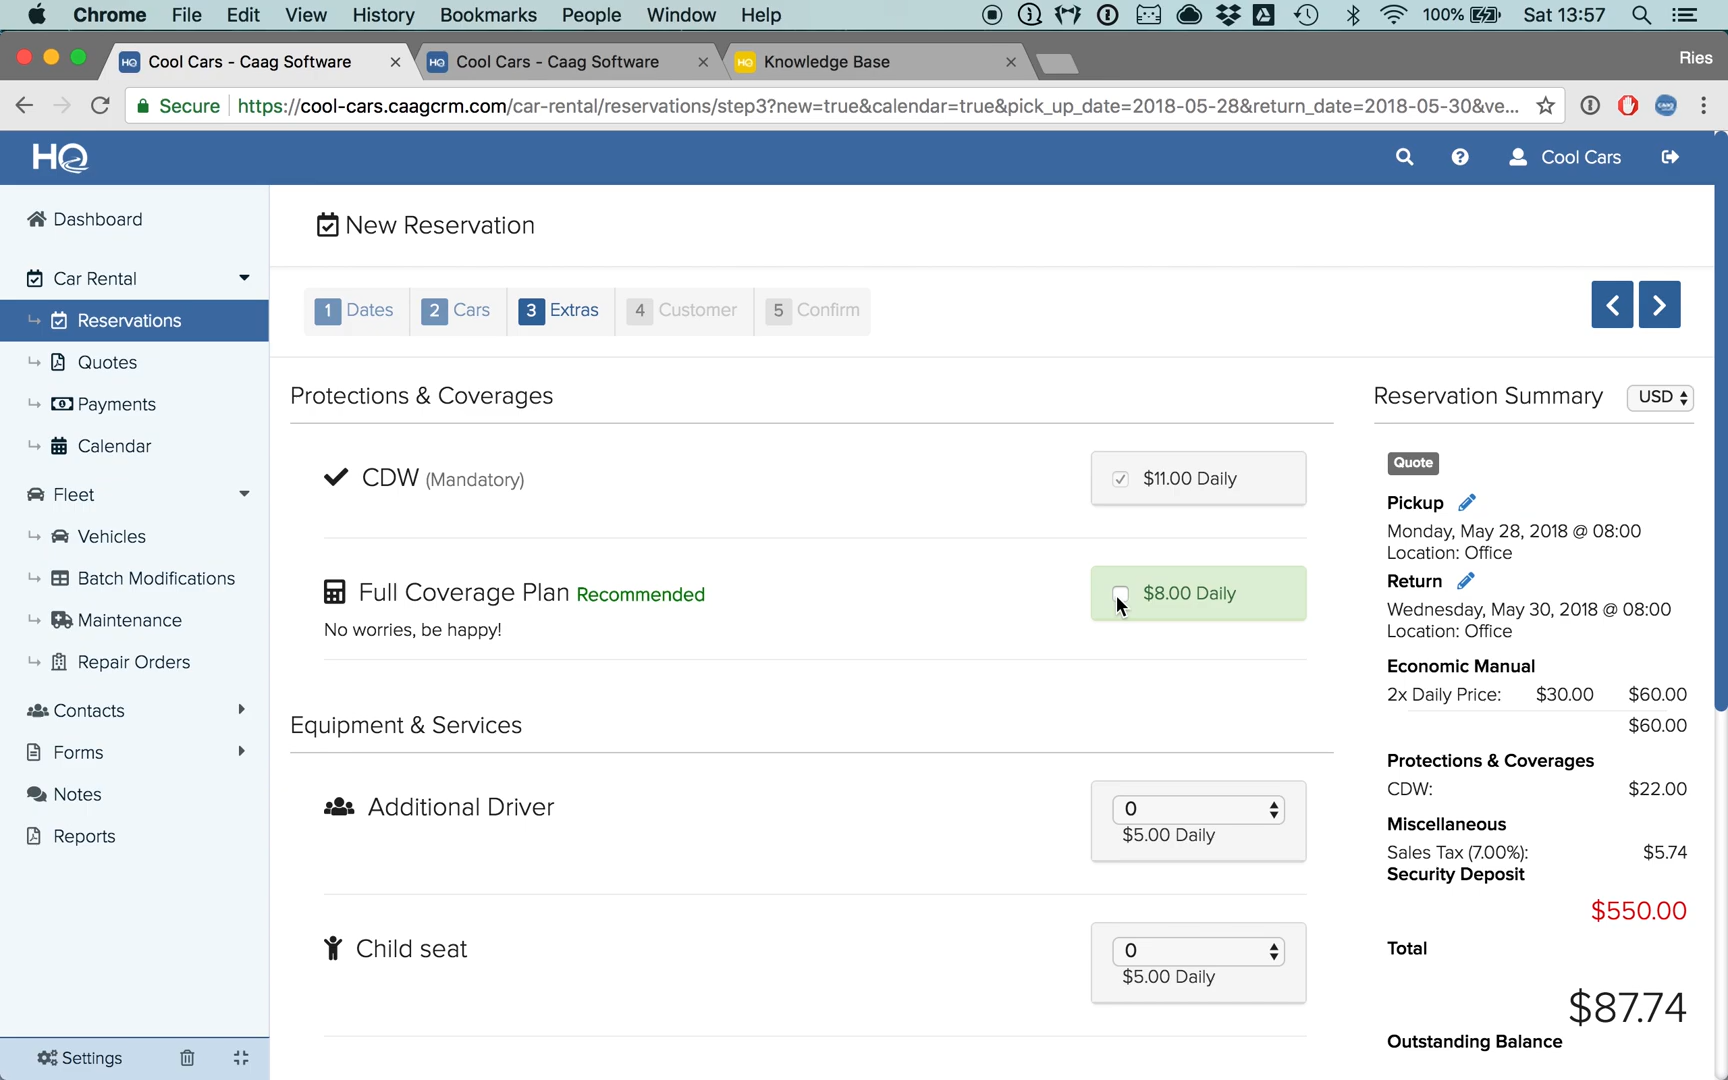 Chrome File Edit View History Bookmarks People Window Help 100% Sat 13:57
Cool Cars - Caag Software Cool Cars - Caag Software Knowledge Base Ries
Secure https://cool-cars.caagcrm.com/car-rental/reservations/step3?new=true&calendar=true&pick_up_date=2018-05-28&return_date=2018-05-30&ve...
HQ Cool Cars
Dashboard
Car Rental
Reservations
Quotes
Payments
Calendar
Fleet
Vehicles
Batch Modifications
Maintenance
Repair Orders
Contacts
Forms
Notes
Reports
Settings
New Reservation
1 Dates 2 Cars 3 Extras 4 Customer 5 Confirm
Protections & Coverages
CDW (Mandatory) $11.00 Daily
Full Coverage Plan Recommended $8.00 Daily
No worries, be happy!
Equipment & Services
Additional Driver 0
$5.00 Daily
Child seat 0
$5.00 Daily
Reservation Summary USD
Quote
Pickup
Monday, May 28, 2018 @ 08:00
Location: Office
Return
Wednesday, May 30, 2018 @ 08:00
Location: Office
Economic Manual
2x Daily Price: $30.00 $60.00
$60.00
Protections & Coverages
CDW: $22.00
Miscellaneous
Sales Tax (7.00%): $5.74
Security Deposit
$550.00
Total
$87.74
Outstanding Balance